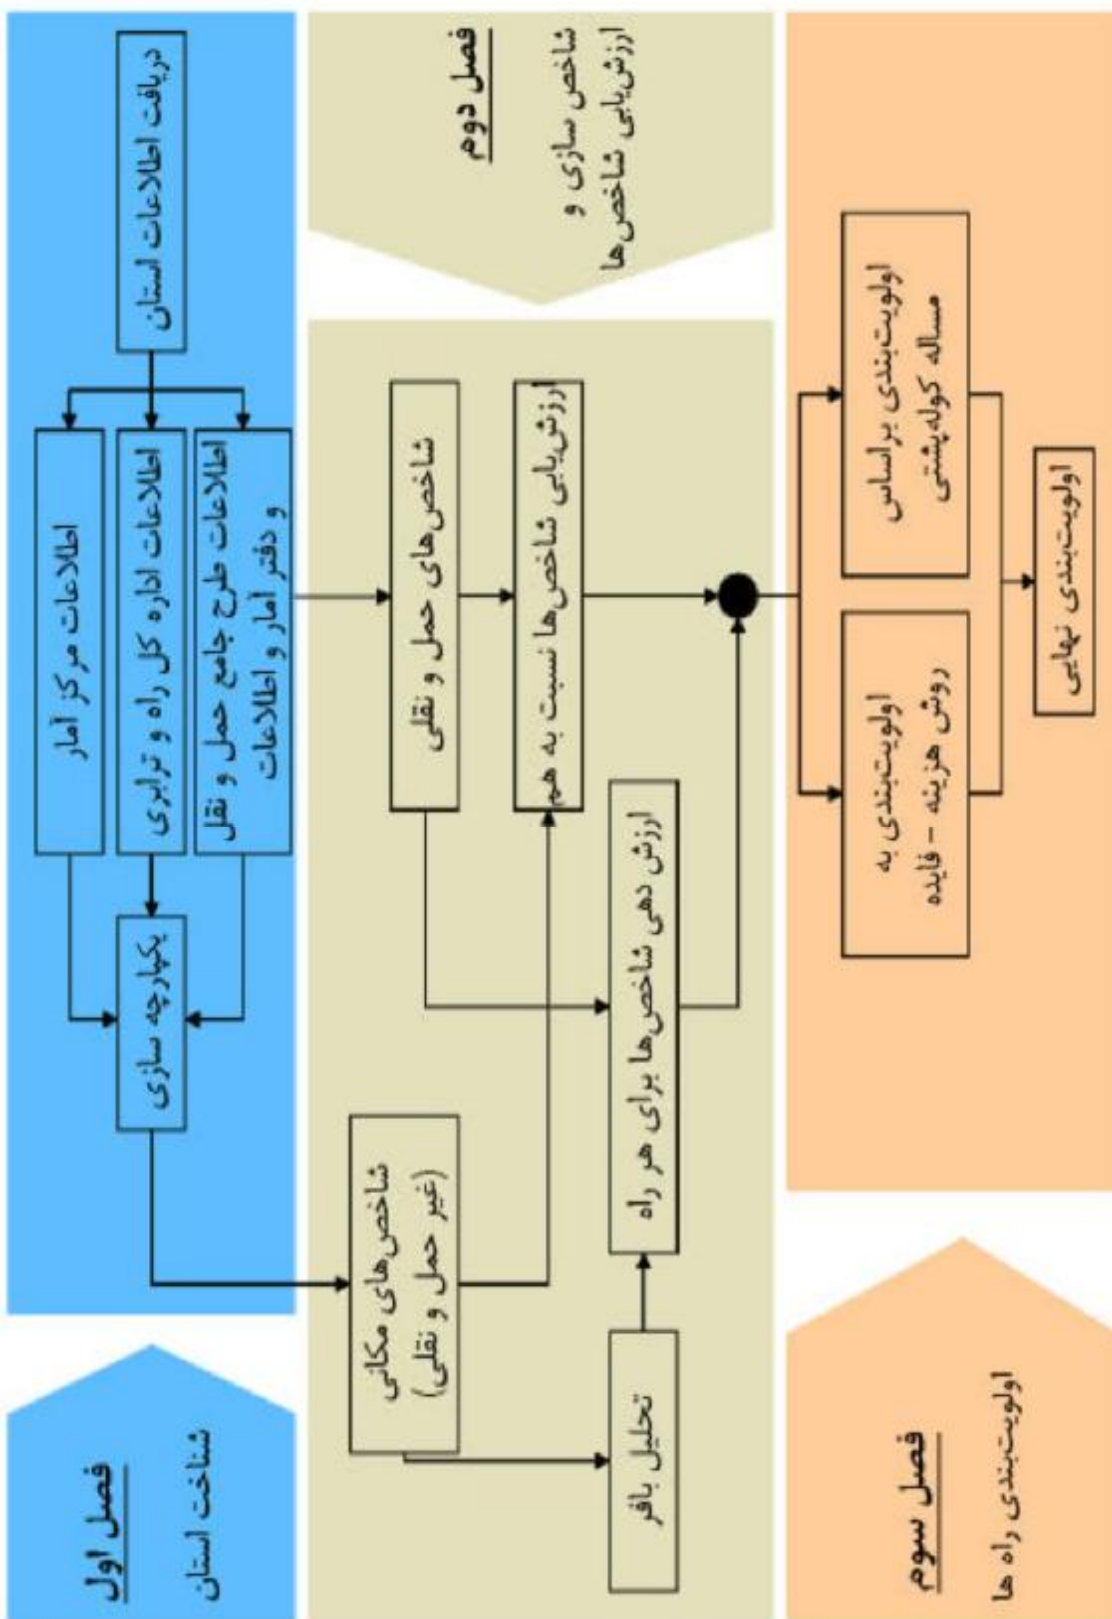 فصل اول
شناخت استان
دریافت اطلاعات استان
اطلاعات مرکز آمار
اطلاعات اداره کل راه و ترابری
اطلاعات طرح جامع حمل و نقل
و دفتر آمار و اطلاعات
یکپارچه سازی
فصل دوم
شاخص سازی و
ارزش‌یابی شاخص‌ها
شاخص‌های حمل و نقلی
شاخص‌های مکانی
(غیر حمل و نقلی)
ارزش‌یابی شاخص‌ها نسبت به هم
ارزش دهی شاخص‌ها برای هر راه
تحلیل بافر
فصل سوم
اولویت‌بندی راه ها
اولویت‌بندی براساس
مساله کوله‌پشتی
اولویت‌بندی به
روش هزینه - فایده
اولویت‌بندی نهایی